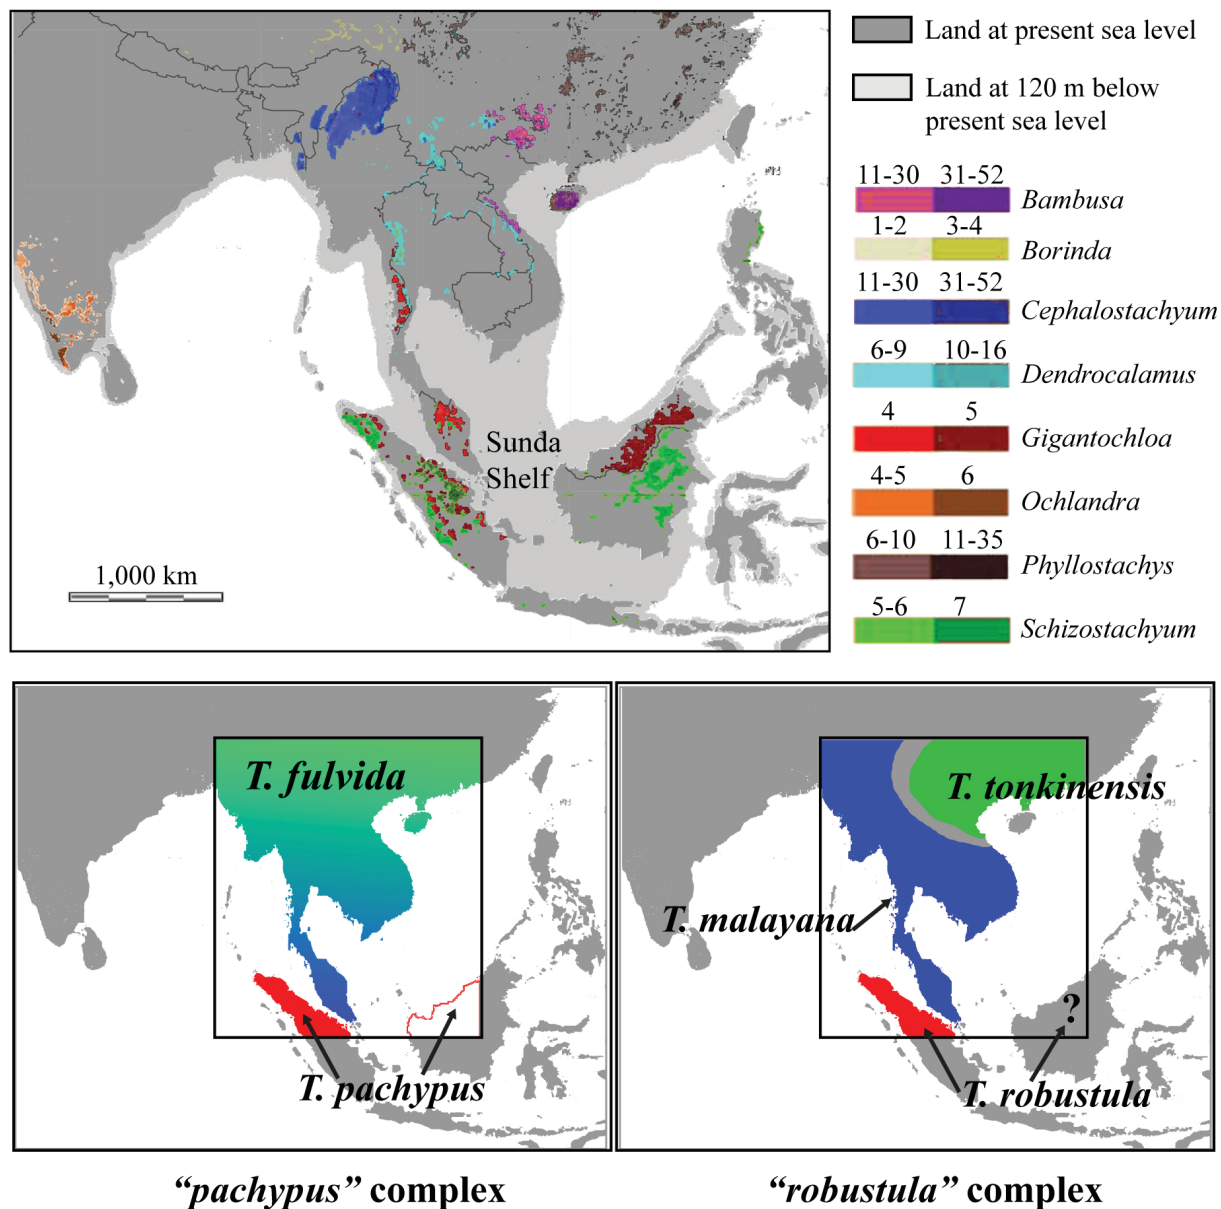 Land at present sea level
Land at 120 m below
present sea level
11-30 31-52
Bambusa
1-2 3-4
Borinda
11-30 31-52
Cephalostachyum
6-9 10-16
Dendrocalamus
4 5
Gigantochloa
4-5 6
Ochlandra
6-10 11-35
Phyllostachys
5-6 7
Schizostachyum
Sunda
Shelf
1,000 km
T. fulvida
T. pachypus
"pachypus" complex
T. tonkinensis
T. malayana
?
T. robustula
"robustula" complex